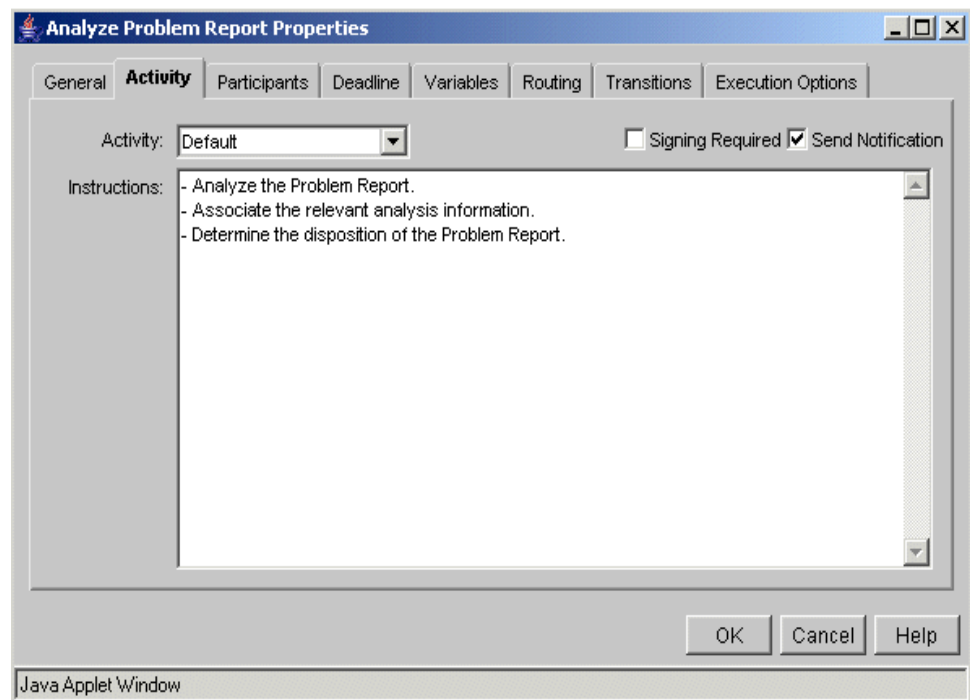 Analyze Problem Report Properties
General Activity Participants Deadline Variables Routing Transitions Execution Options
Activity: Default Signing Required Send Notification
Instructions: - Analyze the Problem Report.
- Associate the relevant analysis information.
- Determine the disposition of the Problem Report.
OK Cancel Help
Java Applet Window